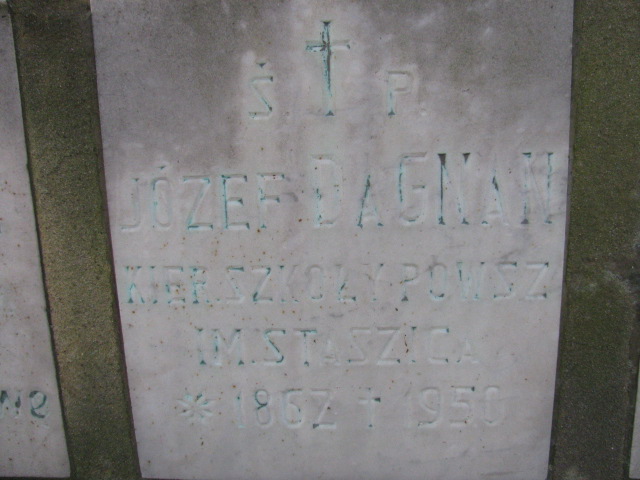 Ś. † P.
JÓZEF DAGNAN
KIER. SZKOŁY POWSZ
IM. STASZICA
* 1862 † 1950